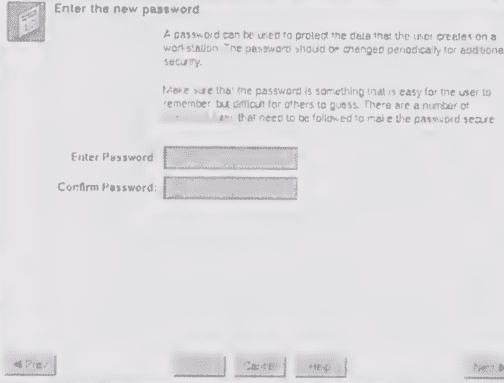 Enter the new password
A password can be used to protect the data that the user creates on a
workstation. The password should be changed periodically for additional
security.
Make sure that the password is something that is easy for the user to
remember but difficult for others to guess. There are a number of
that need to be followed to make the password secure
Enter Password
Confirm Password:
Prev
Cancel
Help
Next